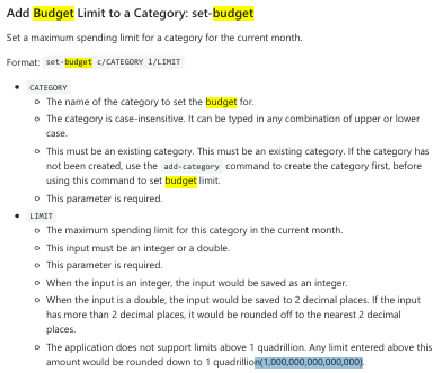 Add Budget Limit to a Category: set-budget
Set a maximum spending limit for a category for the current month.
Format: set-budget c/CATEGORY l/LIMIT
• CATEGORY
o The name of the category to set the budget for.
o The category is case-insensitive. It can be typed in any combination of upper or lower
case.
o This must be an existing category. This must be an existing category. If the category has
not been created, use the add-category command to create the category first, before
using this command to set budget limit.
o This parameter is required.
• LIMIT
o The maximum spending limit for this category in the current month.
o This input must be an integer or a double.
o This parameter is required.
o When the input is an integer, the input would be saved as an integer.
o When the input is a double, the input would be saved to 2 decimal places. If the input
has more than 2 decimal places, it would be rounded off to the nearest 2 decimal
places.
o The application does not support limits above 1 quadrillion. Any limit entered above this
amount would be rounded down to 1 quadrillion(1,000,000,000,000,000).